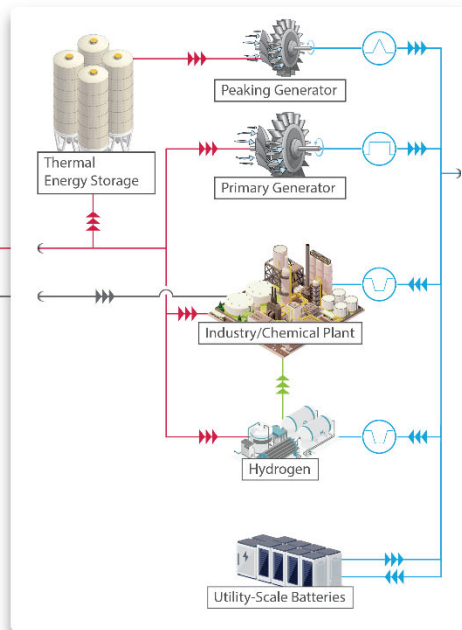 Peaking Generator
Thermal
Energy Storage
Primary Generator
Industry/Chemical Plant
Hydrogen
Utility-Scale Batteries